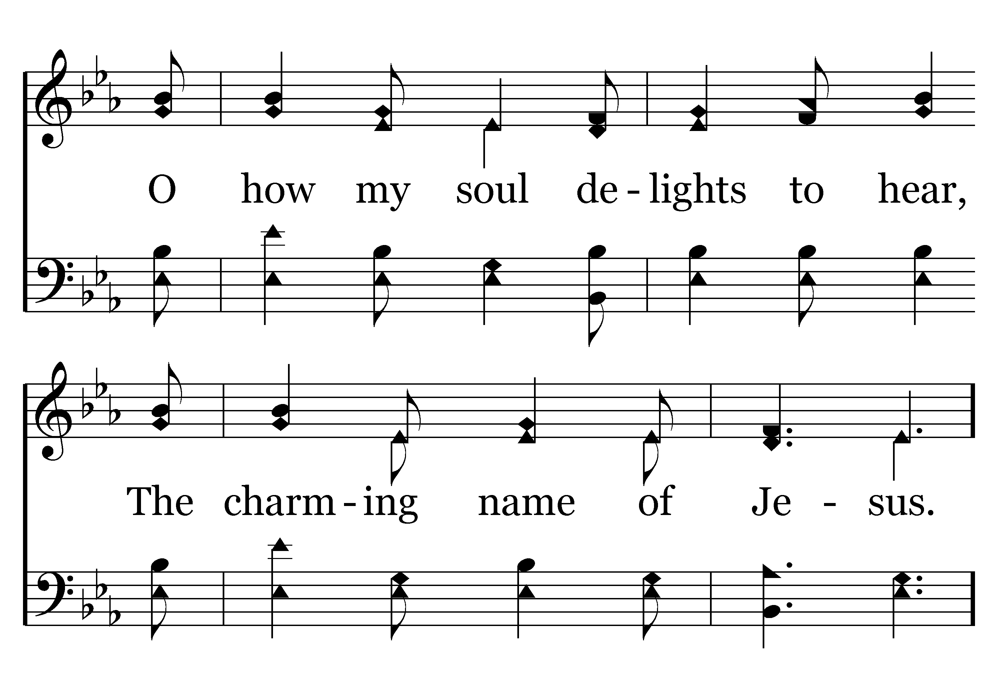 O how my soul de - lights to hear,
The charm - ing name of Je - sus.